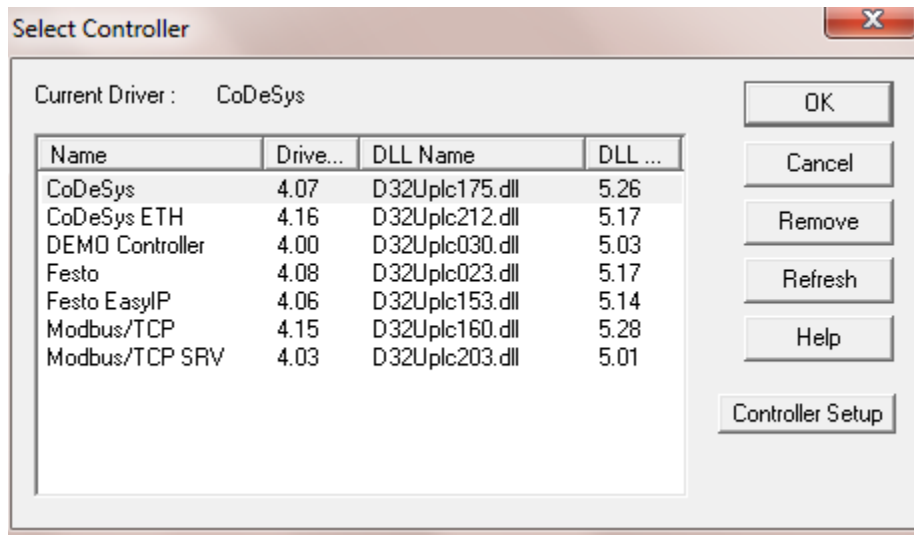 Select Controller
Current Driver : CoDeSys
OK
Name Drive... DLL Name DLL ...
Cancel
CoDeSys 4.07 D32Uplc175.dll 5.26
CoDeSys ETH 4.16 D32Uplc212.dll 5.17
Remove
DEMO Controller 4.00 D32Uplc030.dll 5.03
Festo 4.08 D32Uplc023.dll 5.17
Refresh
Festo EasyIP 4.06 D32Uplc153.dll 5.14
Modbus/TCP 4.15 D32Uplc160.dll 5.28
Help
Modbus/TCP SRV 4.03 D32Uplc203.dll 5.01
Controller Setup